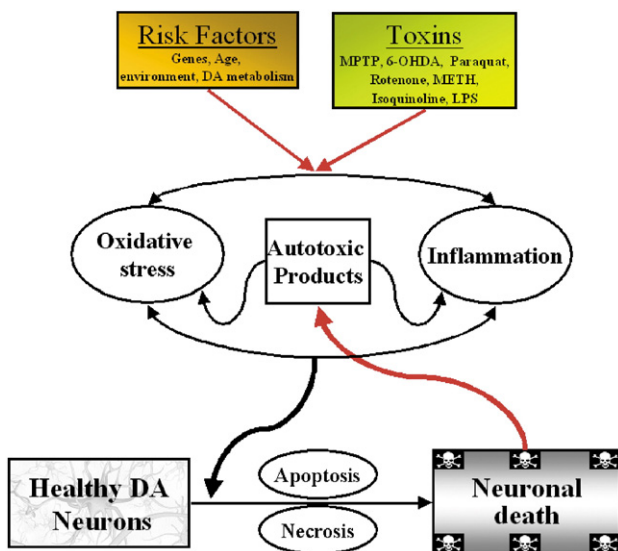 Risk Factors
Genes, Age,
environment, DA metabolism
Toxins
MPTP, 6-OHDA, Paraquat,
Rotenone, METH,
Isoquinoline, LPS
Oxidative
stress
Autotoxic
Products
Inflammation
Healthy DA
Neurons
Apoptosis
Necrosis
Neuronal
death